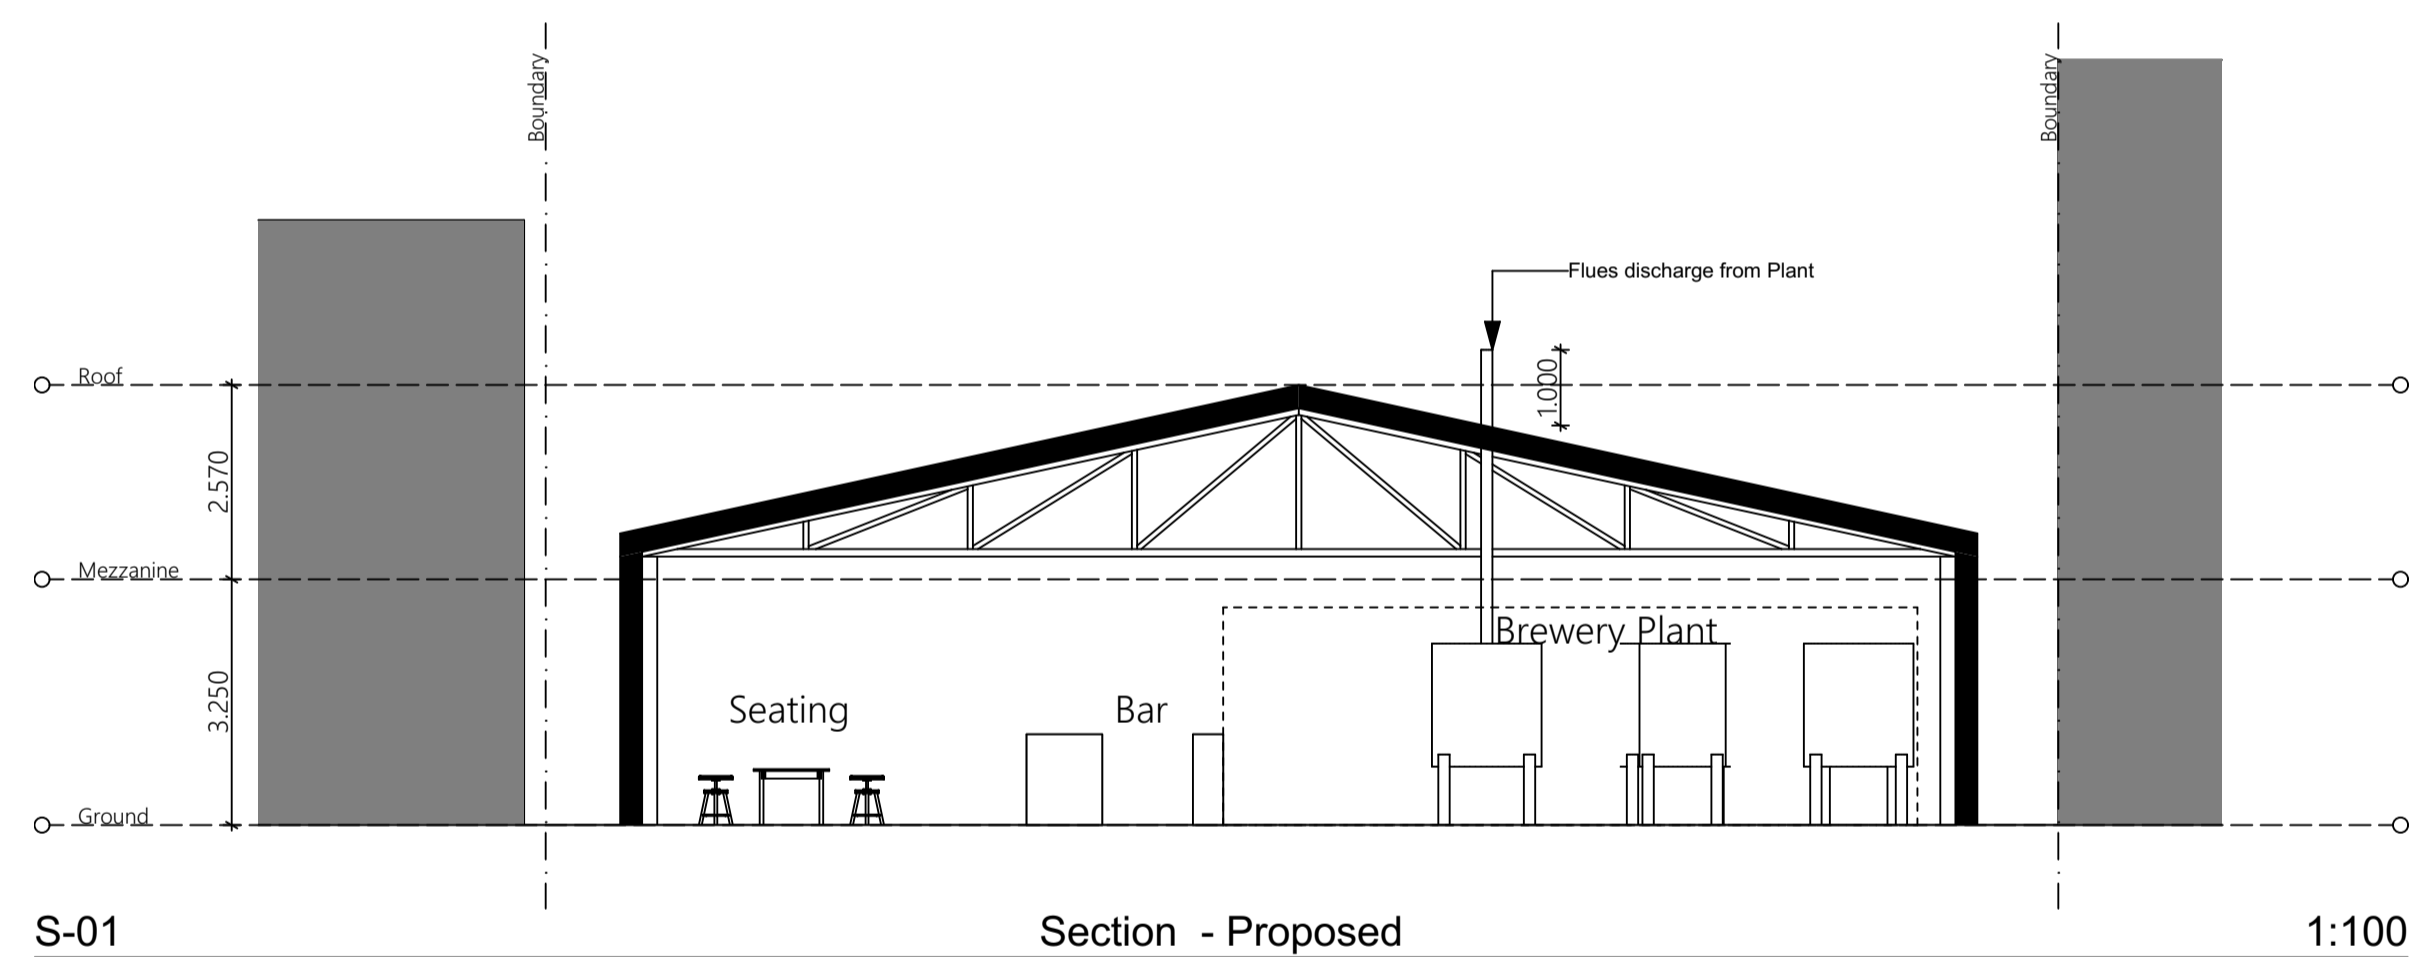 Boundary
Boundary
Flues discharge from Plant
1.000
Roof
2.570
Mezzanine
Brewery Plant
3.250
Seating
Bar
Ground
S-01
Section - Proposed
1:100